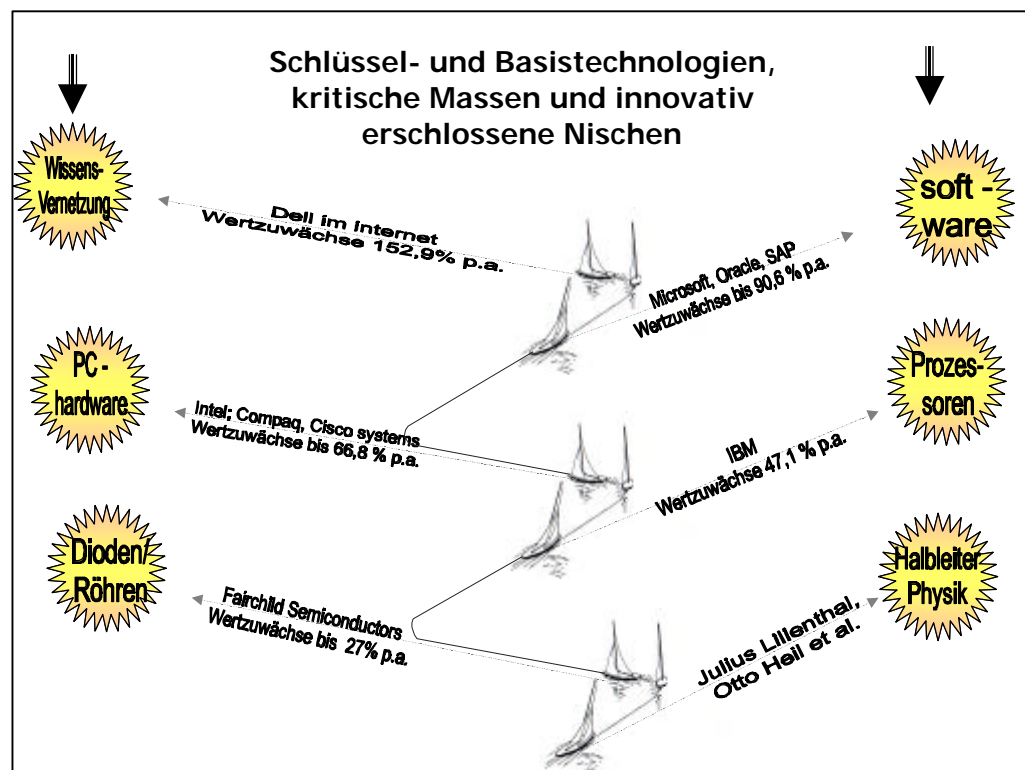 Schlüssel- und Basistechnologien,
kritische Massen und innovativ
erschlossene Nischen
Wissens-
Vernetzung
Dell im internet
Wertzuwächse 152,9% p.a.
soft -
ware
Microsoft, Oracle, SAP
Wertzuwächse bis 90,6 % p.a.
PC -
hardware
Intel; Compaq, Cisco systems
Wertzuwächse bis 66,8 % p.a.
Prozes-
soren
IBM
Wertzuwächse 47,1 % p.a.
Dioden/
Röhren
Fairchild Semiconductors
Wertzuwächse bis 27% p.a.
Halbleiter
Physik
Julius Lilienthal,
Otto Heil et al.